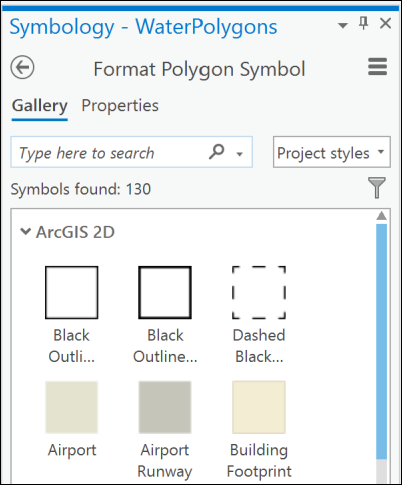 Symbology - WaterPolygons
Format Polygon Symbol
Gallery Properties
Type here to search
Project styles
Symbols found: 130
ArcGIS 2D
Black Black Dashed
Outli... Outline... Black...
Airport Airport Building
Runway Footprint